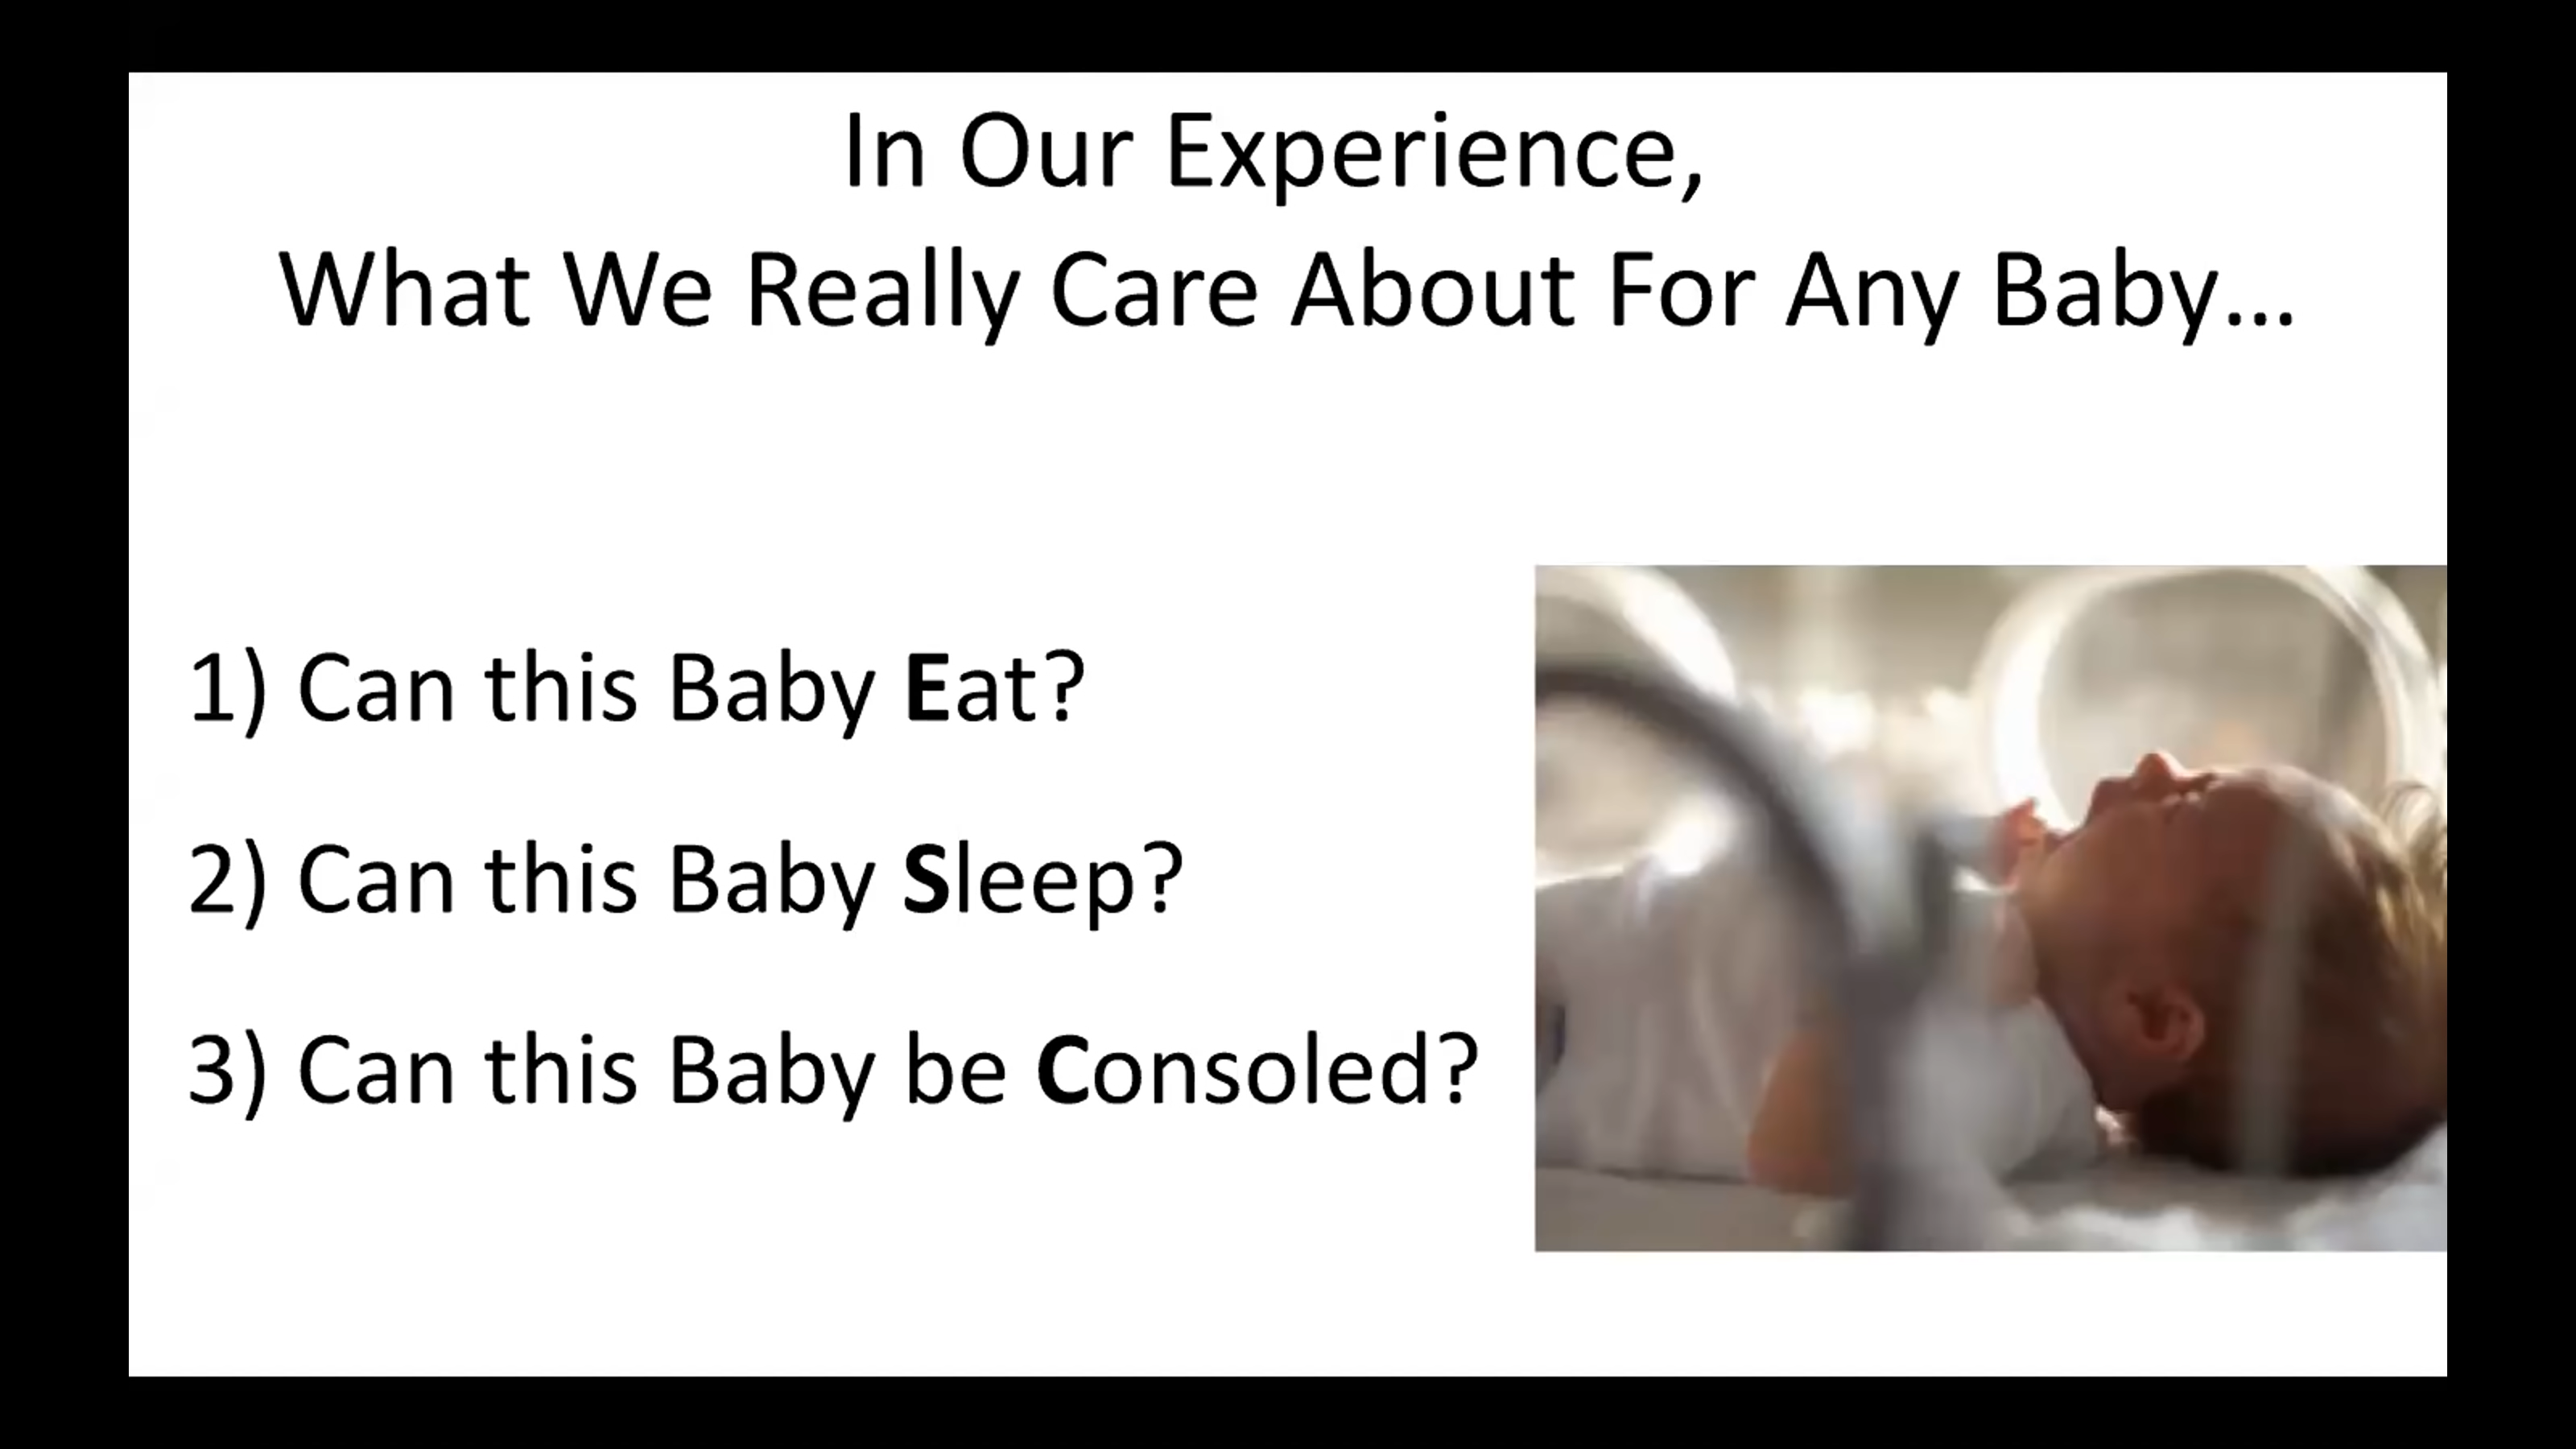 In Our Experience,
What We Really Care About For Any Baby...
1) Can this Baby Eat?
2) Can this Baby Sleep?
3) Can this Baby be Consoled?